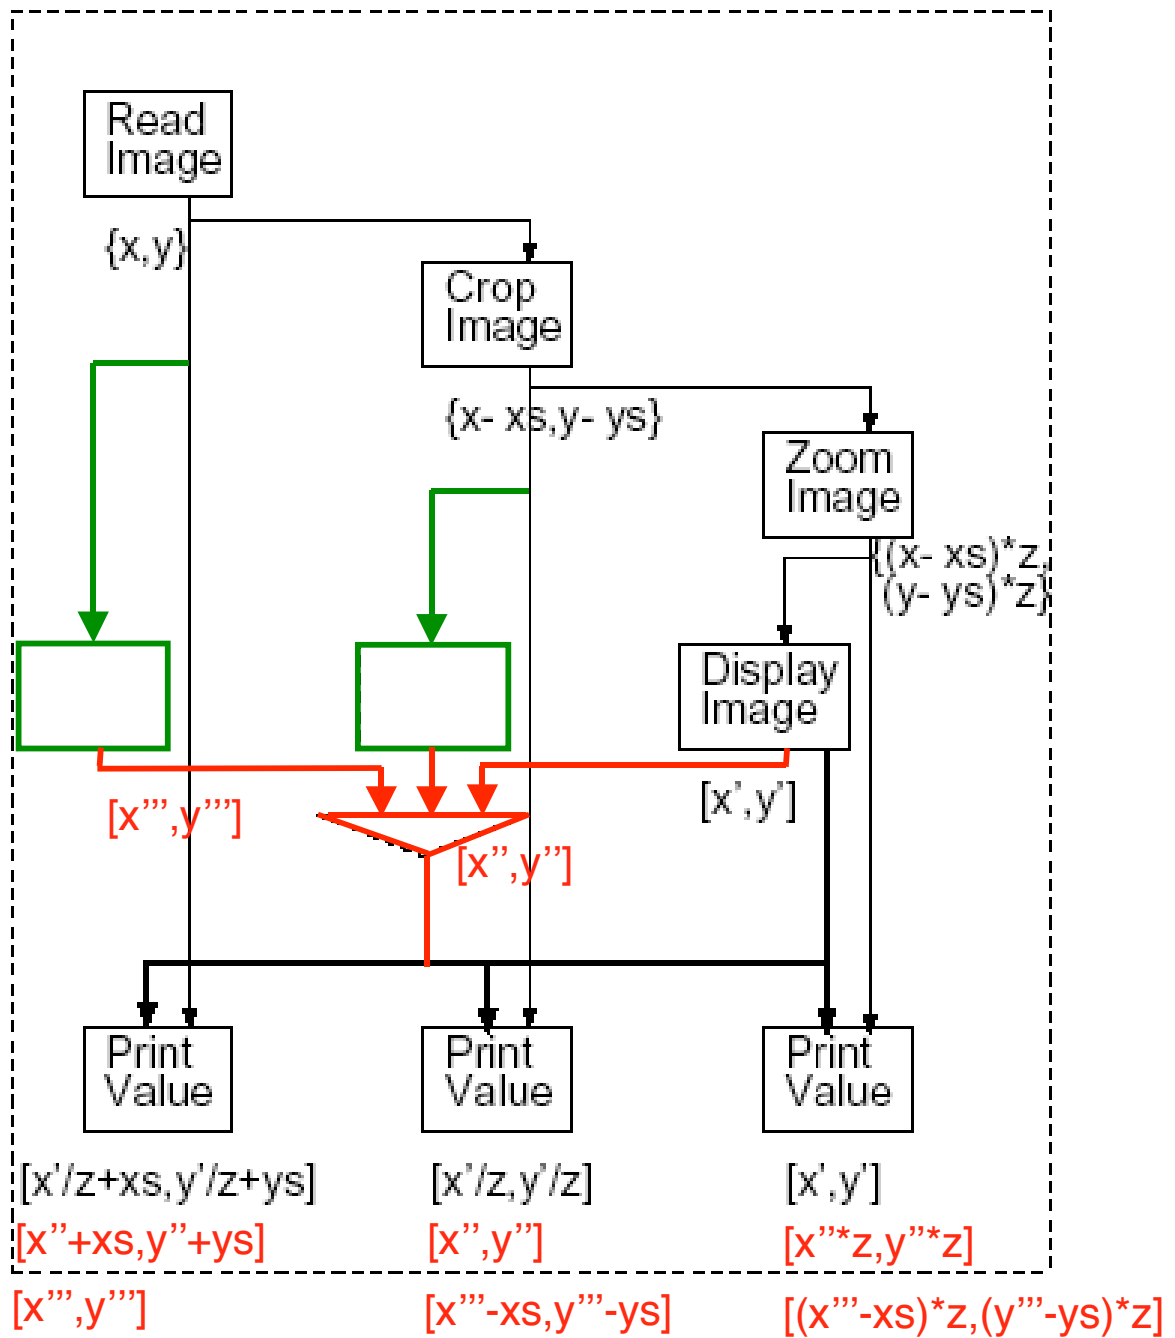 Read
Image
{x,y}
Crop
Image
{x- xs,y- ys}
Zoom
Image
{(x- xs)*z,
(y- ys)*z}
Display
Image
[x’,y’]
[x’’’,y’’’]
[x’’,y’’]
Print
Value
Print
Value
Print
Value
[x’/z+xs,y’/z+ys]
[x’/z,y’/z]
[x’,y’]
[x’’+xs,y’’+ys]
[x’’,y’’]
[x’’*z,y’’*z]
[x’’’,y’’’]
[x’’’-xs,y’’’-ys]
[(x’’’-xs)*z,(y’’’-ys)*z]